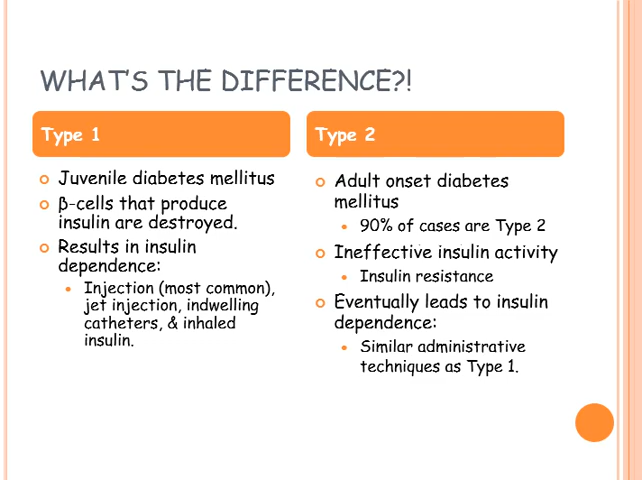 WHAT'S THE DIFFERENCE?!
Type 1
Juvenile diabetes mellitus
β-cells that produce
insulin are destroyed.
Results in insulin
dependence:
Injection (most common),
jet injection, indwelling
catheters, & inhaled
insulin.
Type 2
Adult onset diabetes
mellitus
90% of cases are Type 2
Ineffective insulin activity
Insulin resistance
Eventually leads to insulin
dependence:
Similar administrative
techniques as Type 1.